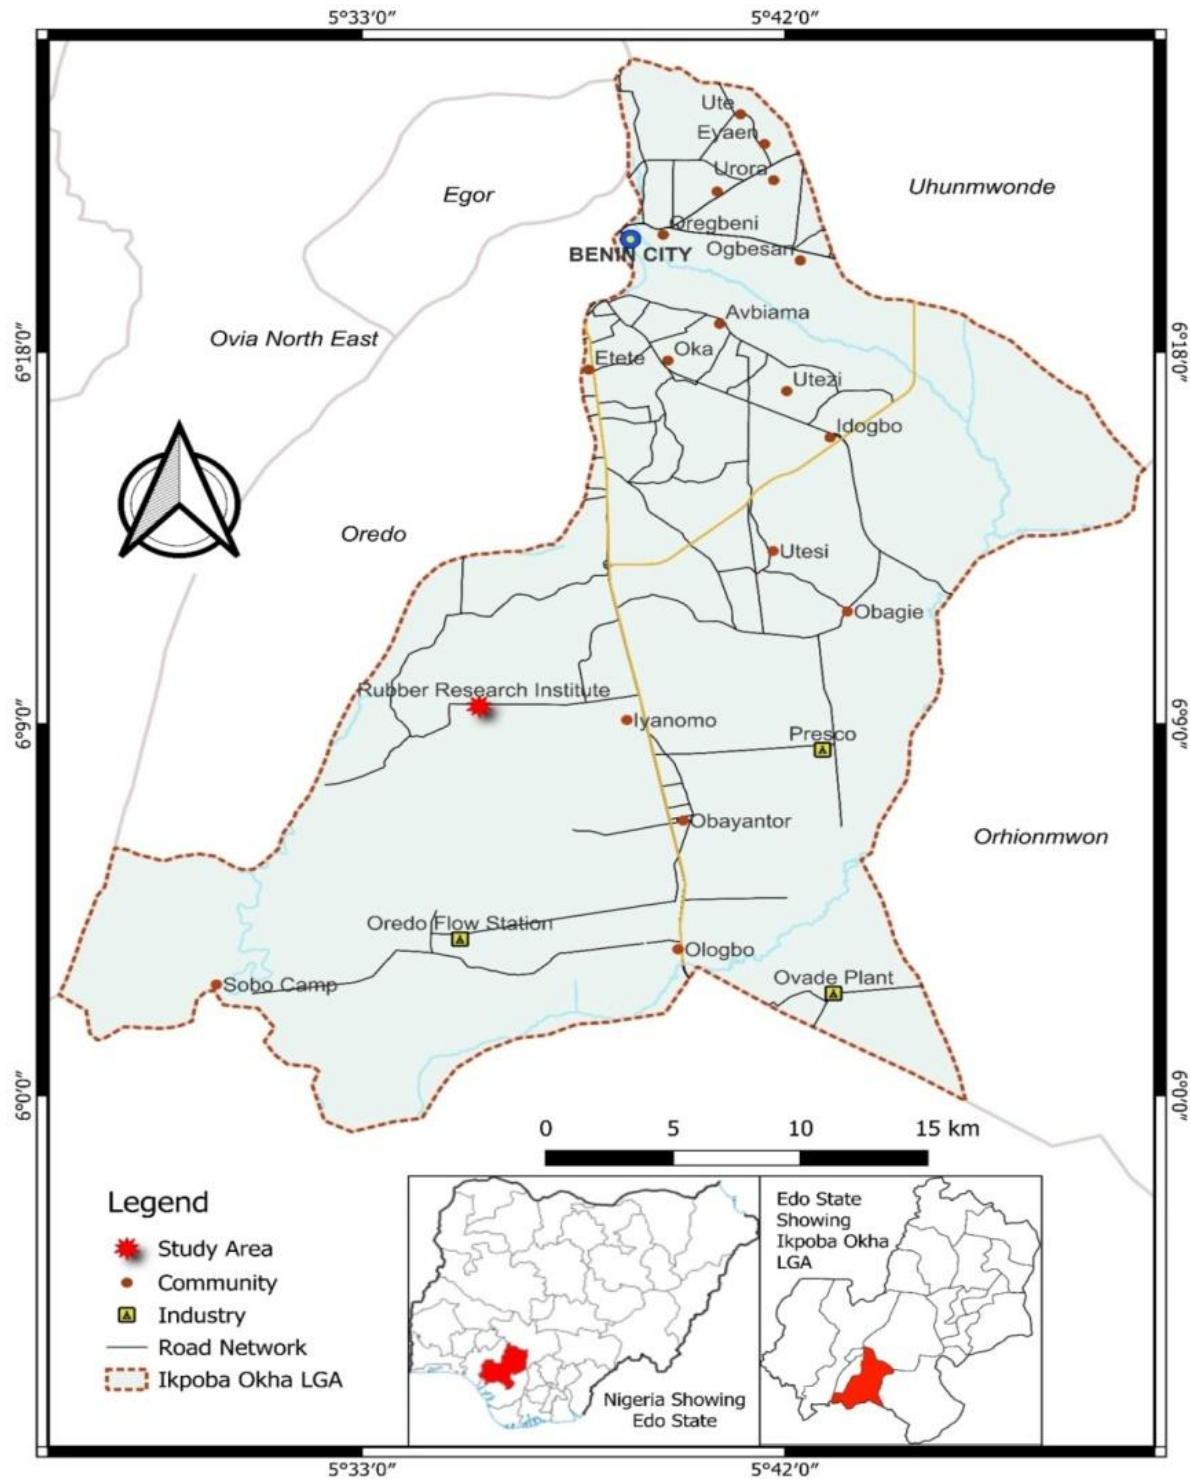 5°33′0″
5°42′0″
Ute
Eyaen
Urora
Egor
Uhunmwonde
Oregbeni
BENIN CITY
Ogbesan
Avbiama
Ovia North East
6°18′0″
6°18′0″
Etete
Oka
Utezi
Idogbo
Oredo
Utesi
Obagie
Rubber Research Institute
Iyanomo
6°9′0″
6°9′0″
Presco
Obayantor
Orhionmwon
Oredo Flow Station
Ologbo
Sobo Camp
Ovade Plant
6°0′0″
6°0′0″
0 5 10 15 km
Legend
Study Area
Community
Industry
Road Network
Ikpoba Okha LGA
Nigeria Showing
Edo State
Edo State
Showing
Ikpoba Okha
LGA
5°33′0″
5°42′0″